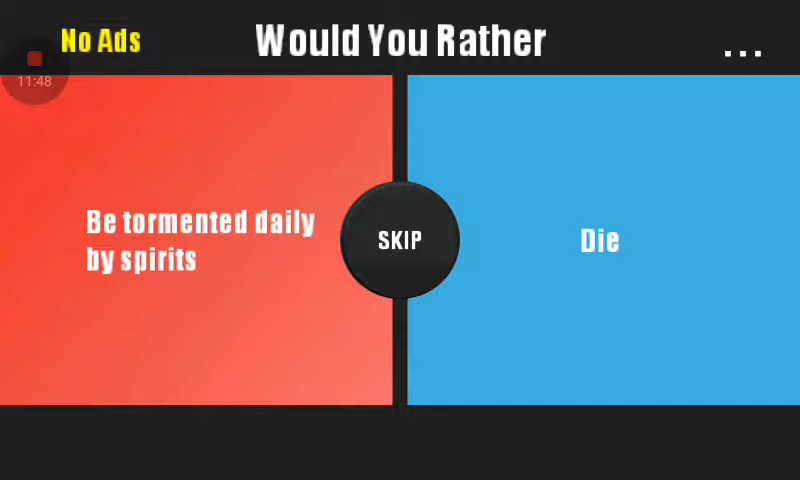 No Ads
Would You Rather
...
11:48
Be tormented daily
by spirits
SKIP
Die